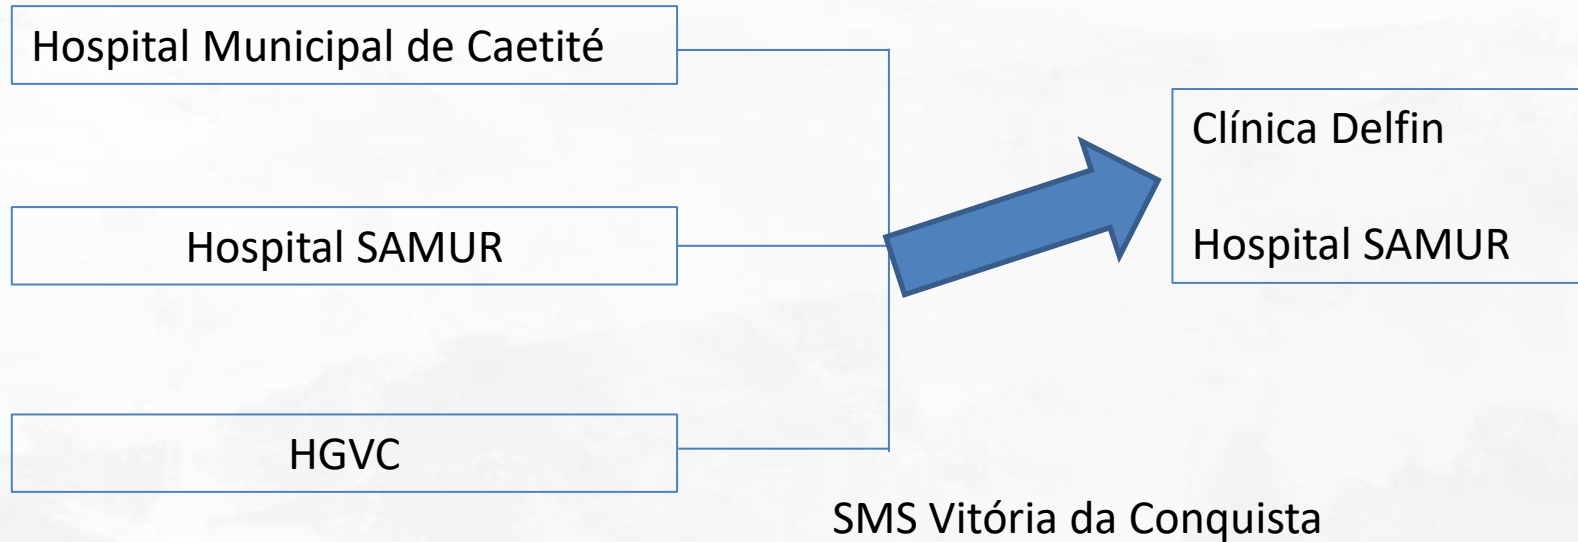 Hospital Municipal de Caetité
Clínica Delfin
Hospital SAMUR
Hospital SAMUR
HGVC
SMS Vitória da Conquista